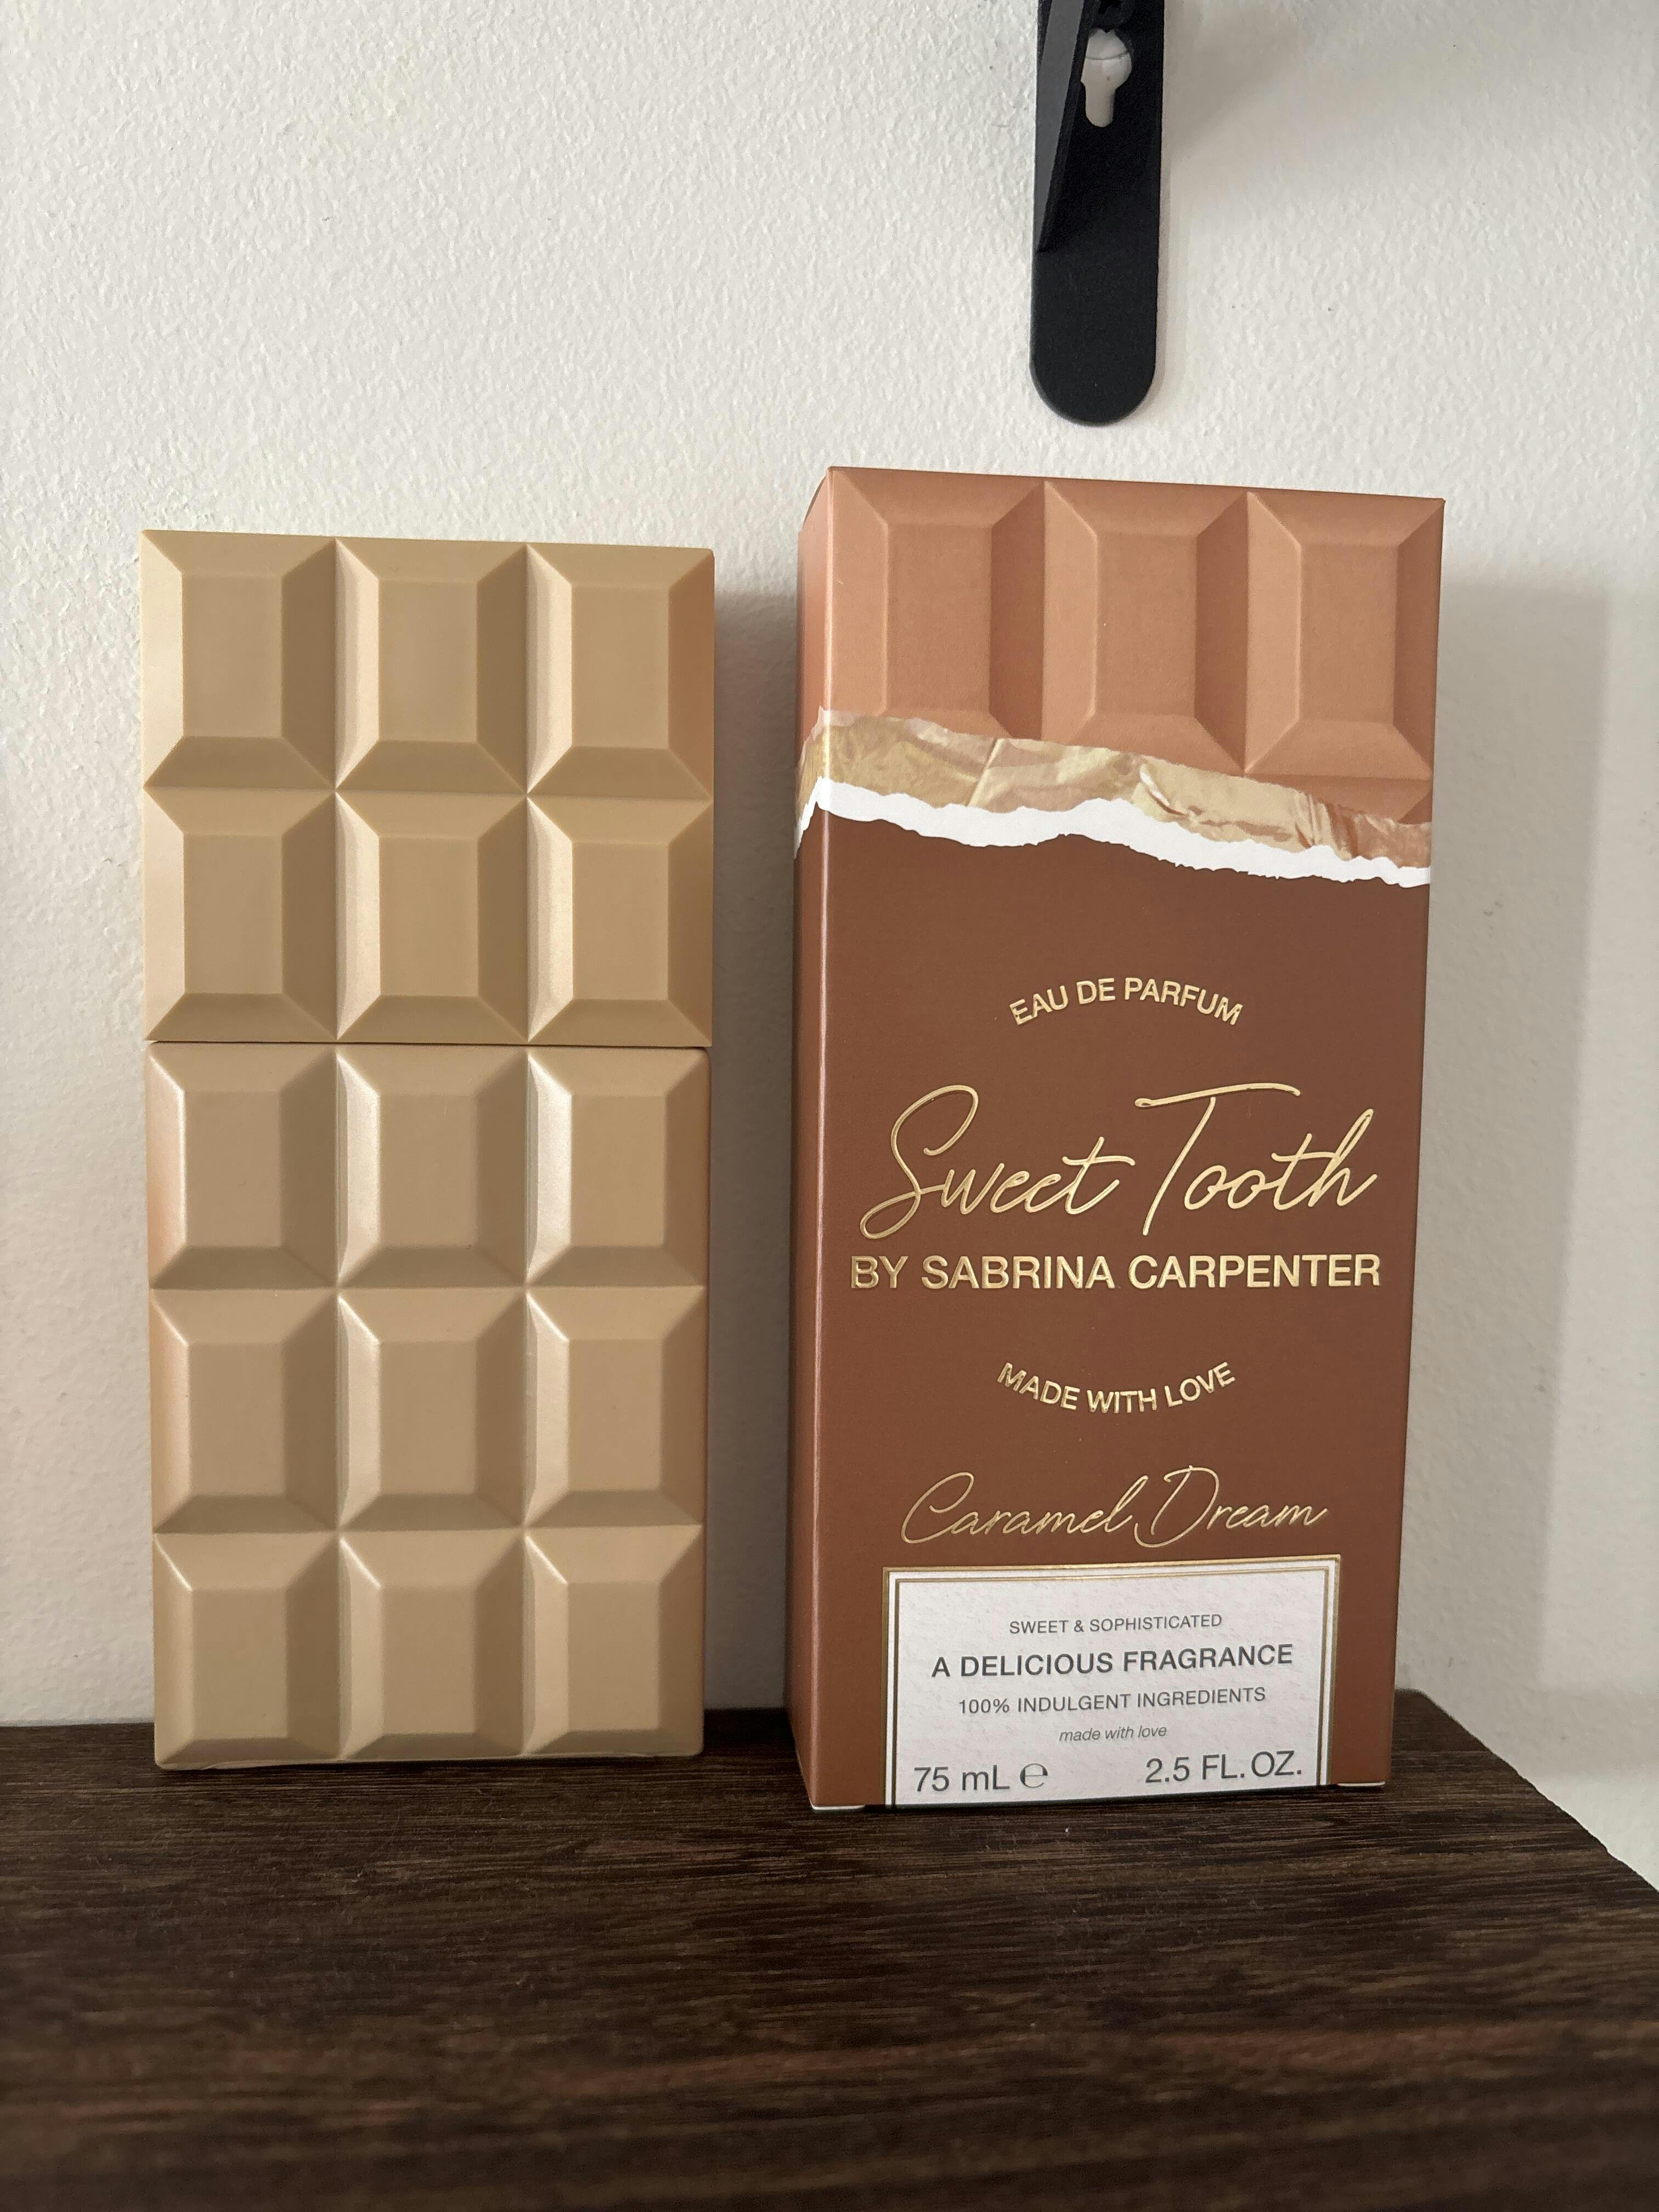 EAU DE PARFUM
Sweet Tooth
BY SABRINA CARPENTER
MADE WITH LOVE
Caramel Dream
SWEET & SOPHISTICATED
A DELICIOUS FRAGRANCE
100% INDULGENT INGREDIENTS
made with love
75 mL ℮ 2.5 FL. OZ.